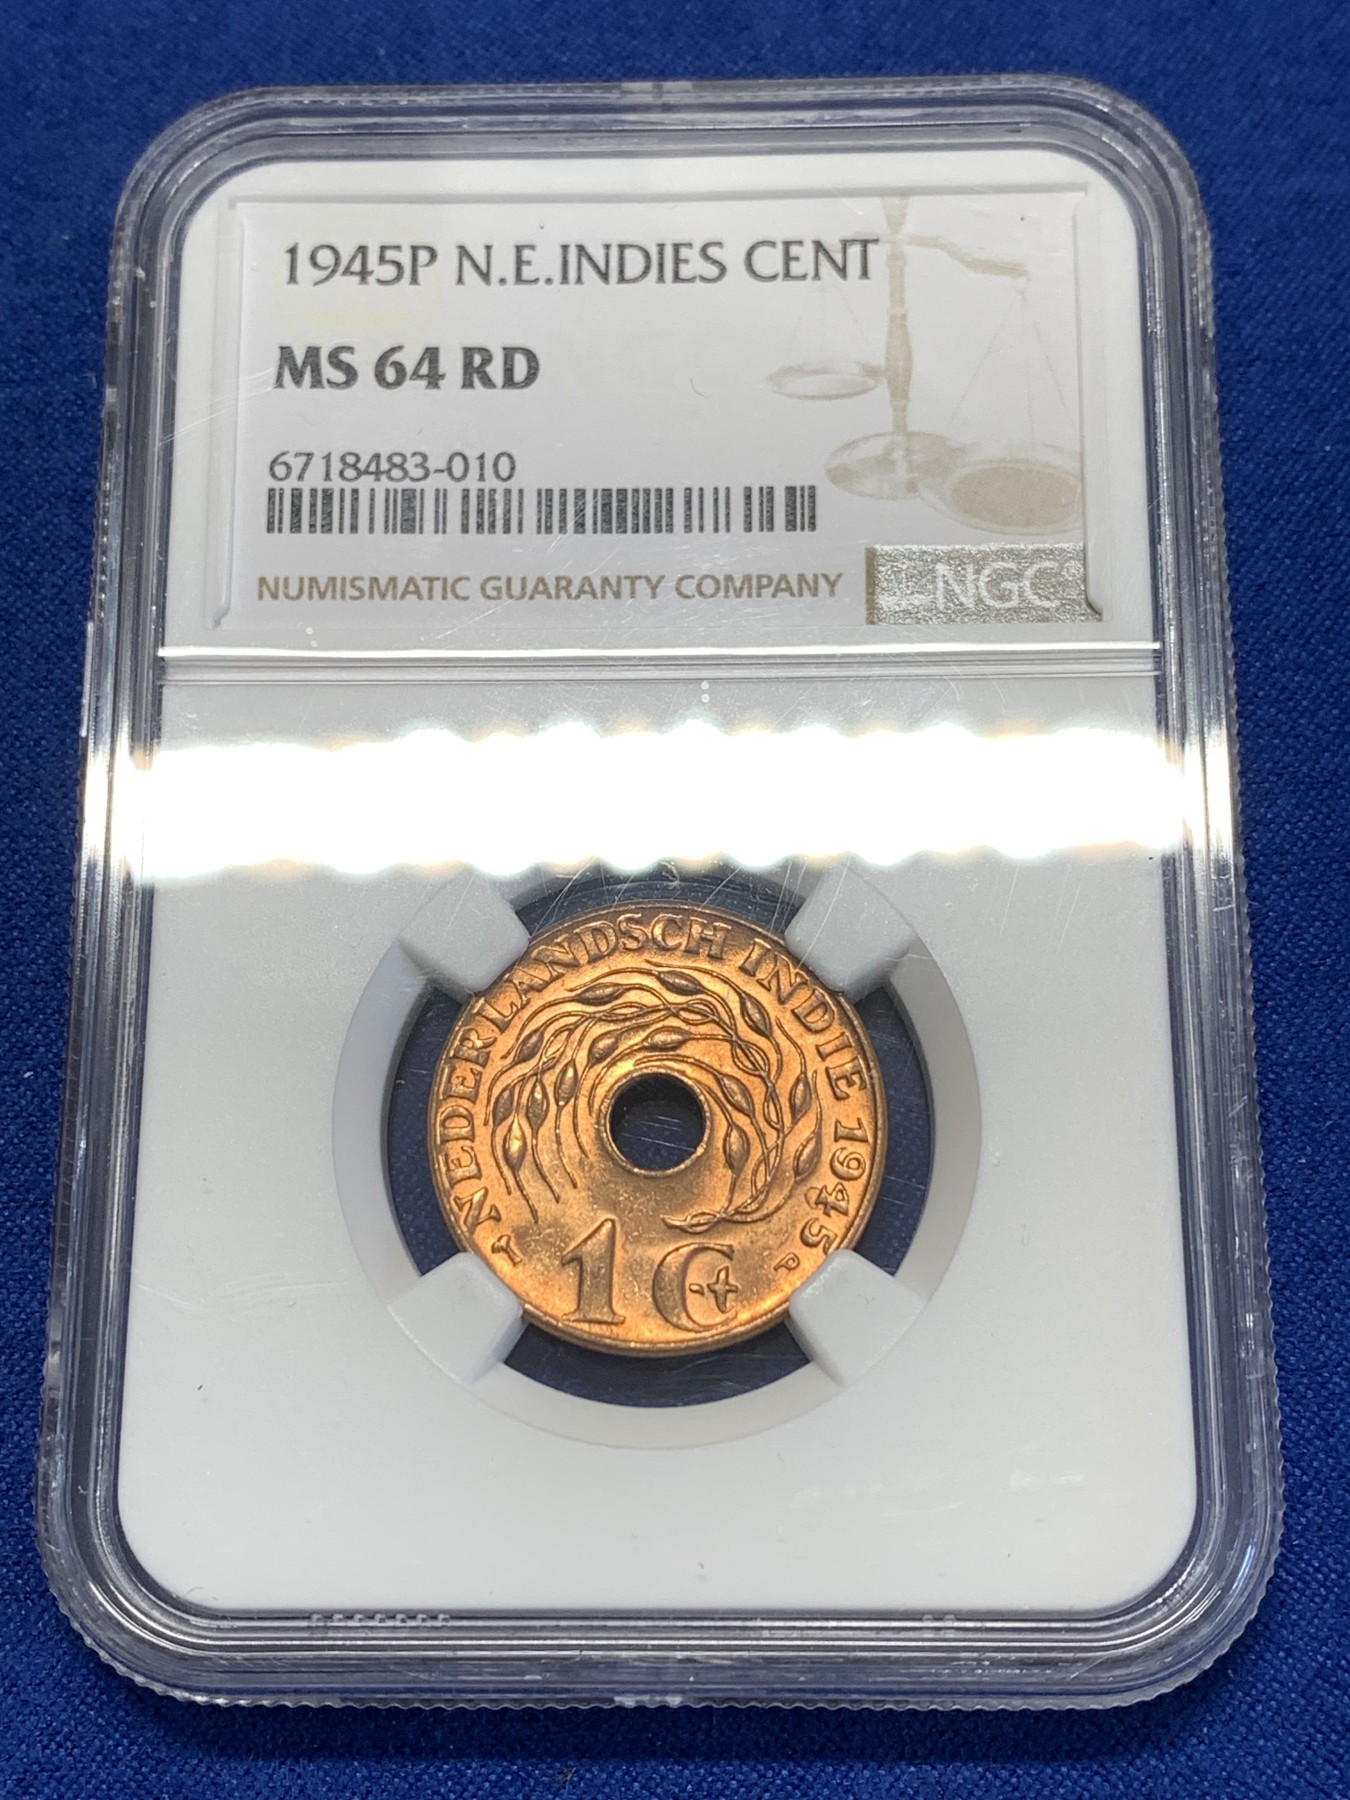 1945P N.E.INDIES CENT
MS 64 RD
6718483-010
NUMISMATIC GUARANTY COMPANY
NGC
NEDERLANDSCH INDIE 1945
P
1 C